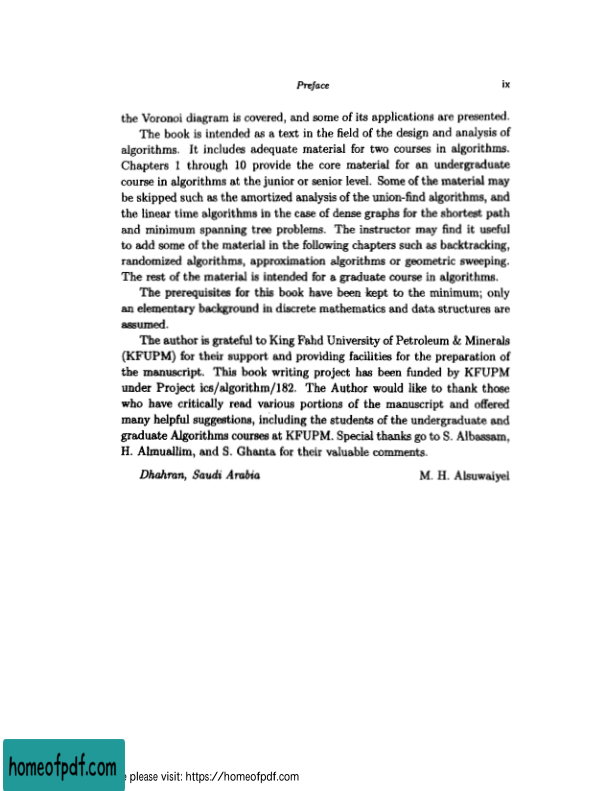 Preface ix
the Voronoi diagram is covered, and some of its applications are presented.
The book is intended as a text in the field of the design and analysis of
algorithms. It includes adequate material for two courses in algorithms.
Chapters 1 through 10 provide the core material for an undergraduate
course in algorithms at the junior or senior level. Some of the material may
be skipped such as the amortized analysis of the union-find algorithms, and
the linear time algorithms in the case of dense graphs for the shortest path
and minimum spanning tree problems. The instructor may find it useful
to add some of the material in the following chapters such as backtracking,
randomized algorithms, approximation algorithms or geometric sweeping.
The rest of the material is intended for a graduate course in algorithms.
The prerequisites for this book have been kept to the minimum; only
an elementary background in discrete mathematics and data structures are
assumed.
The author is grateful to King Fahd University of Petroleum & Minerals
(KFUPM) for their support and providing facilities for the preparation of
the manuscript. This book writing project has been funded by KFUPM
under Project ics/algorithm/182. The Author would like to thank those
who have critically read various portions of the manuscript and offered
many helpful suggestions, including the students of the undergraduate and
graduate Algorithms courses at KFUPM. Special thanks go to S. Albassam,
H. Almuallim, and S. Ghanta for their valuable comments.
Dhahran, Saudi Arabia M. H. Alsuwaiyel
homeofpdf.com
please visit: https://homeofpdf.com